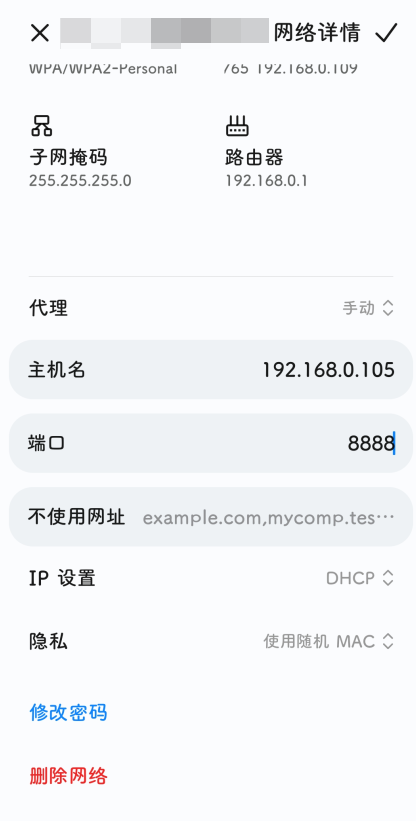 网络详情
WPA/WPA2-Personal
192.168.0.109
子网掩码
路由器
255.255.255.0
192.168.0.1
代理
手动
主机名
192.168.0.105
端口
8888
不使用网址
example.com,mycomp.tes…
IP 设置
DHCP
隐私
使用随机 MAC
修改密码
删除网络